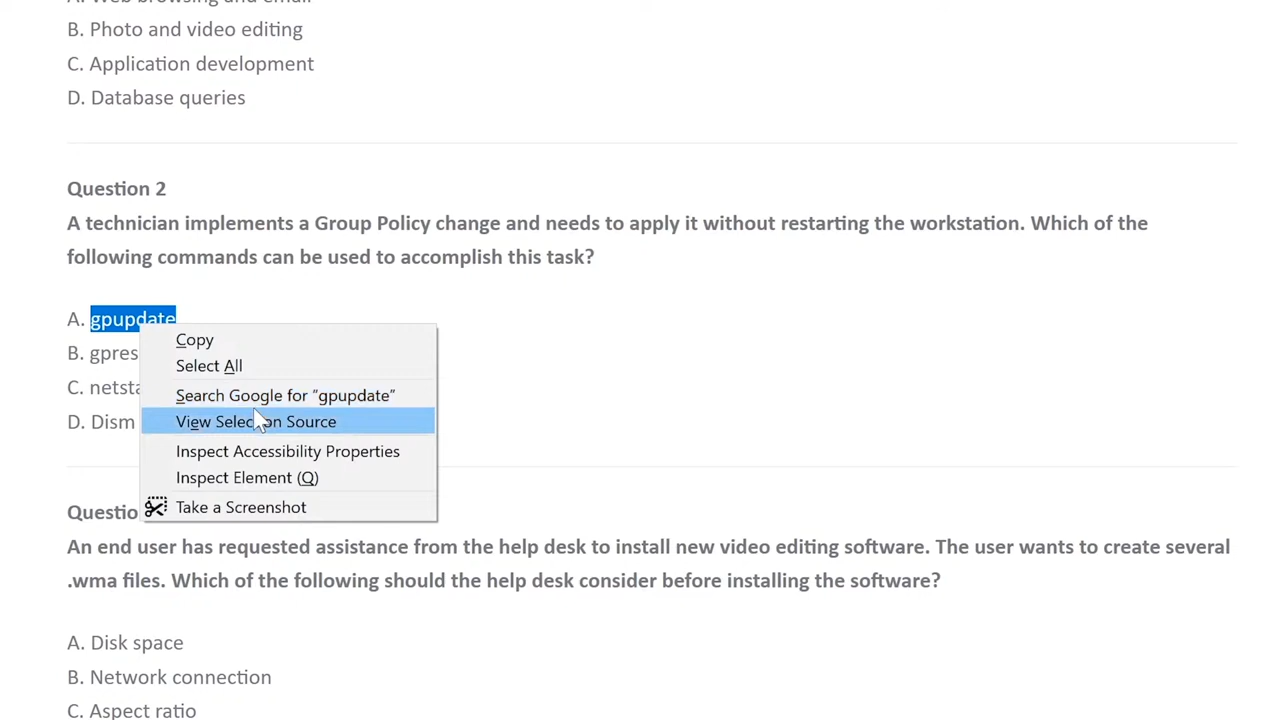 B. Photo and video editing
C. Application development
D. Database queries
Question 2
A technician implements a Group Policy change and needs to apply it without restarting the workstation. Which of the
following commands can be used to accomplish this task?
A. gpupdate
Copy
B. gpres
Select All
C. netsta
Search Google for “gpupdate”
D. Dism
View Selection Source
Inspect Accessibility Properties
Inspect Element (Q)
Take a Screenshot
Questio
An end user has requested assistance from the help desk to install new video editing software. The user wants to create several
.wma files. Which of the following should the help desk consider before installing the software?
A. Disk space
B. Network connection
C. Aspect ratio